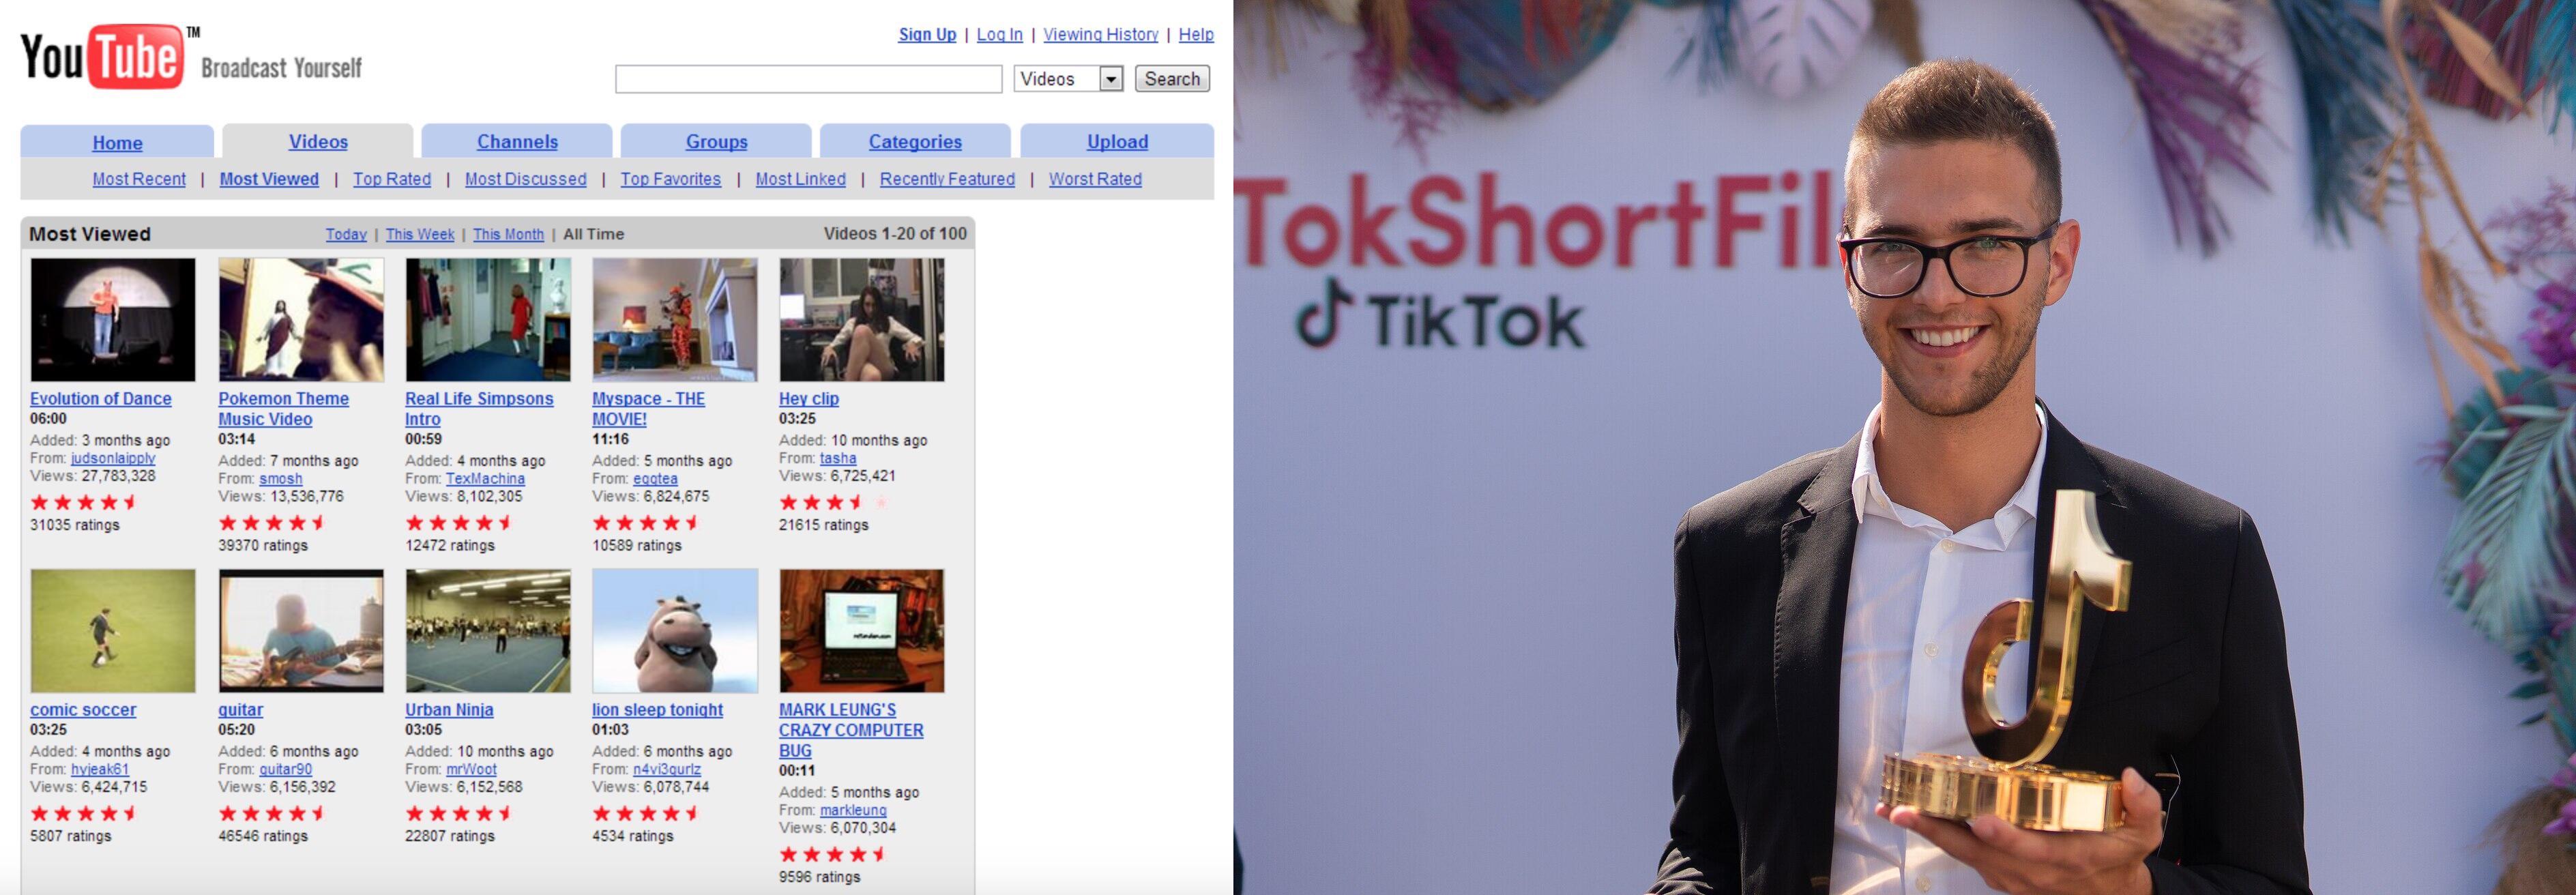 YouTube™
Broadcast Yourself
Sign Up | Log In | Viewing History | Help
Videos Search
Home Videos Channels Groups Categories Upload
Most Recent | Most Viewed | Top Rated | Most Discussed | Top Favorites | Most Linked | Recently Featured | Worst Rated
Most Viewed Today | This Week | This Month | All Time Videos 1-20 of 100
Evolution of Dance
06:00
Added: 3 months ago
From: judsonlaipply
Views: 27,783,328
31035 ratings
Pokemon Theme
Music Video
03:14
Added: 7 months ago
From: smosh
Views: 13,536,776
39370 ratings
Real Life Simpsons
Intro
00:59
Added: 4 months ago
From: TexMachina
Views: 8,102,305
12472 ratings
Myspace - THE
MOVIE!
11:16
Added: 5 months ago
From: eggtea
Views: 6,824,675
10589 ratings
Hey clip
03:25
Added: 10 months ago
From: tasha
Views: 6,725,421
21615 ratings
comic soccer
03:25
Added: 4 months ago
From: hyjeak61
Views: 6,424,715
5807 ratings
guitar
05:20
Added: 6 months ago
From: guitar90
Views: 6,156,392
46546 ratings
Urban Ninja
03:05
Added: 10 months ago
From: mrWoot
Views: 6,152,568
22807 ratings
lion sleep tonight
01:03
Added: 6 months ago
From: n4vi3gurlz
Views: 6,078,744
4534 ratings
MARK LEUNG'S
CRAZY COMPUTER
BUG
00:11
Added: 5 months ago
From: markleung
Views: 6,070,304
9596 ratings
TokShortFil
TikTok